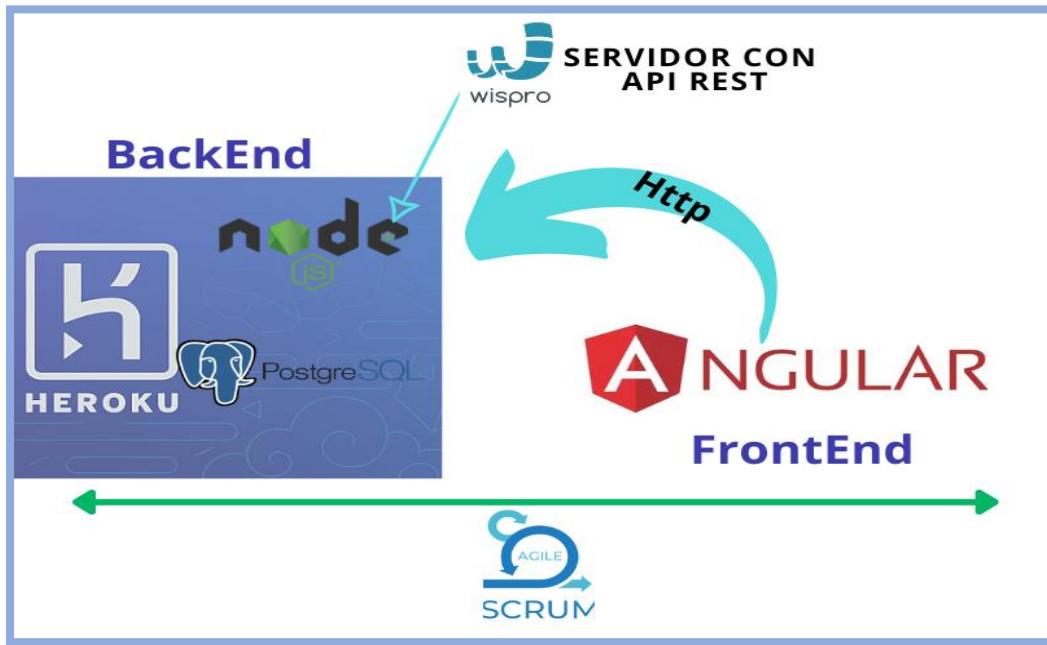 wispro
SERVIDOR CON
API REST
BackEnd
Http
node
JS
HEROKU
PostgreSQL
ANGULAR
FrontEnd
AGILE
SCRUM